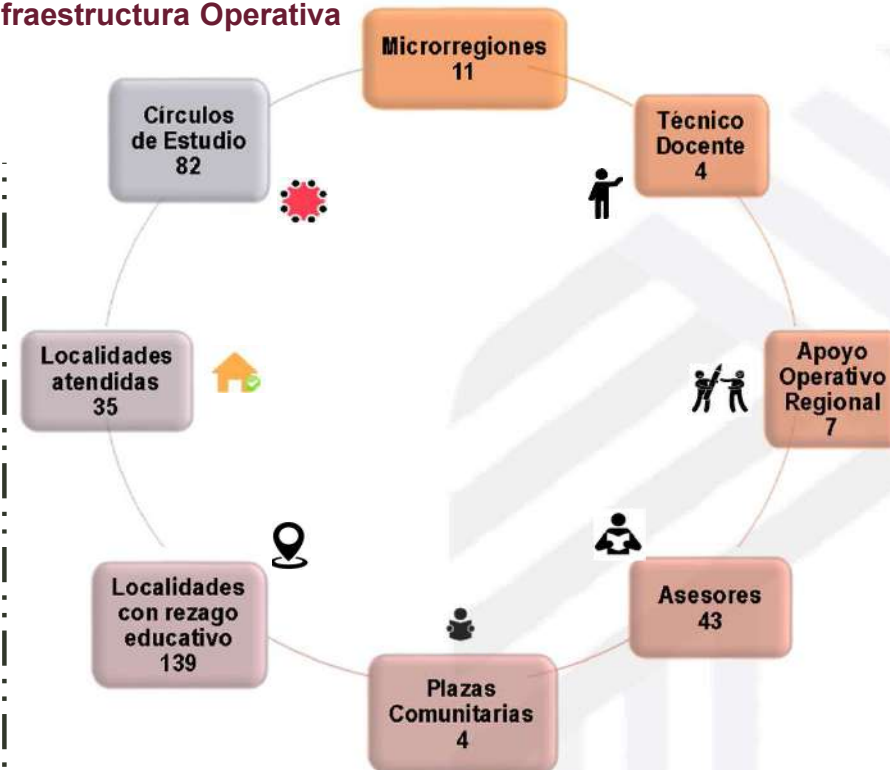 fraestructura Operativa
Microrregiones
11
Técnico
Docente
4
Apoyo
Operativo
Regional
7
Asesores
43
Plazas
Comunitarias
4
Localidades
con rezago
educativo
139
Localidades
atendidas
35
Círculos
de Estudio
82